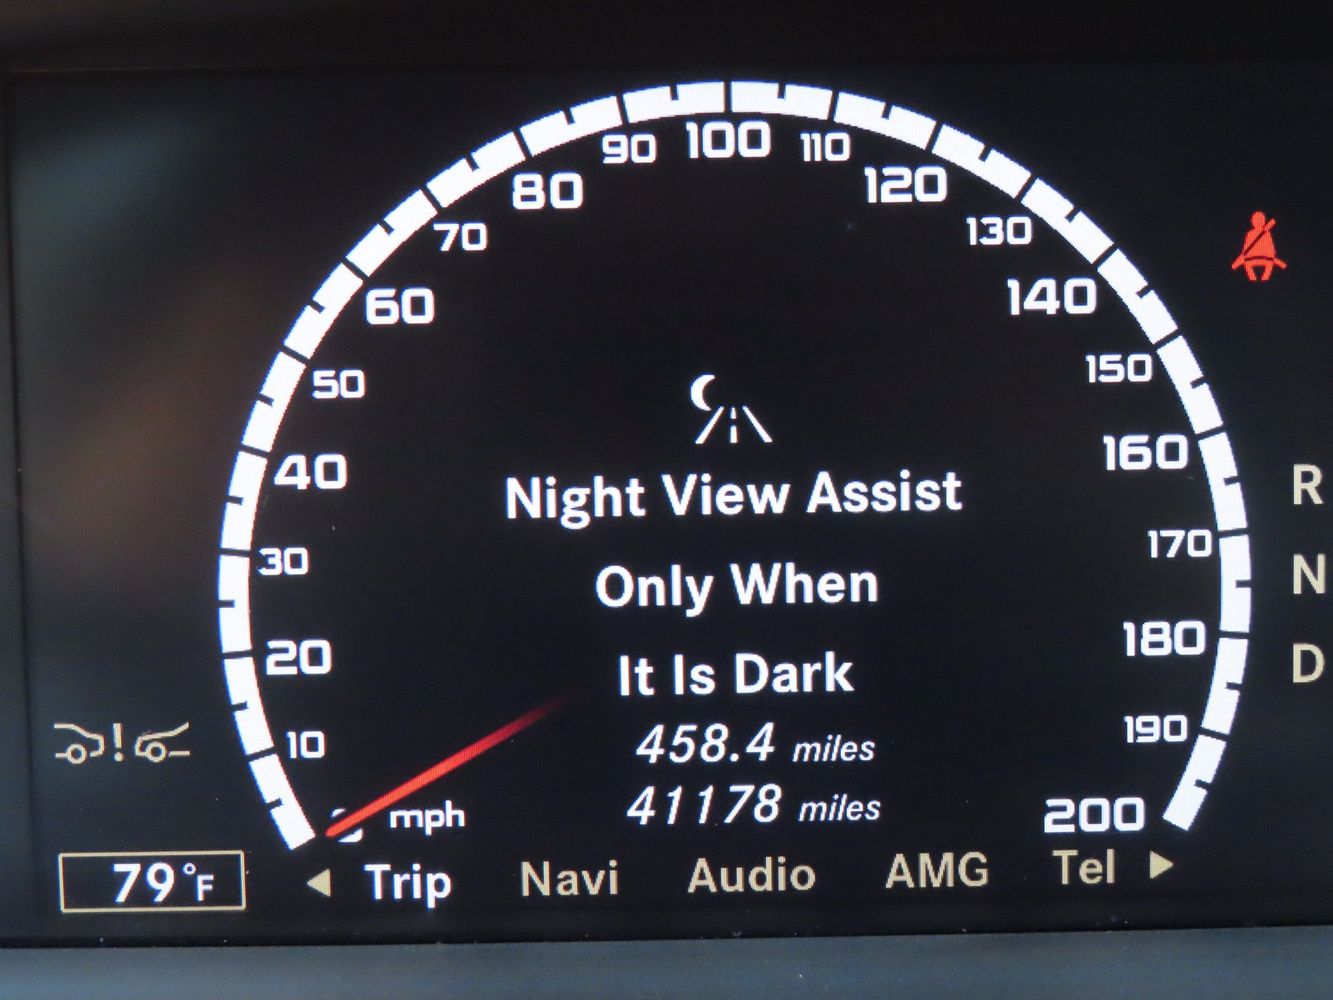 90 100 110
80 120
70 130
60 140
50 150
40 160
30 170
20 180
10 190
mph 200
Night View Assist
Only When
It Is Dark
458.4 miles
41178 miles
R
N
D
79°F
Trip Navi Audio AMG Tel